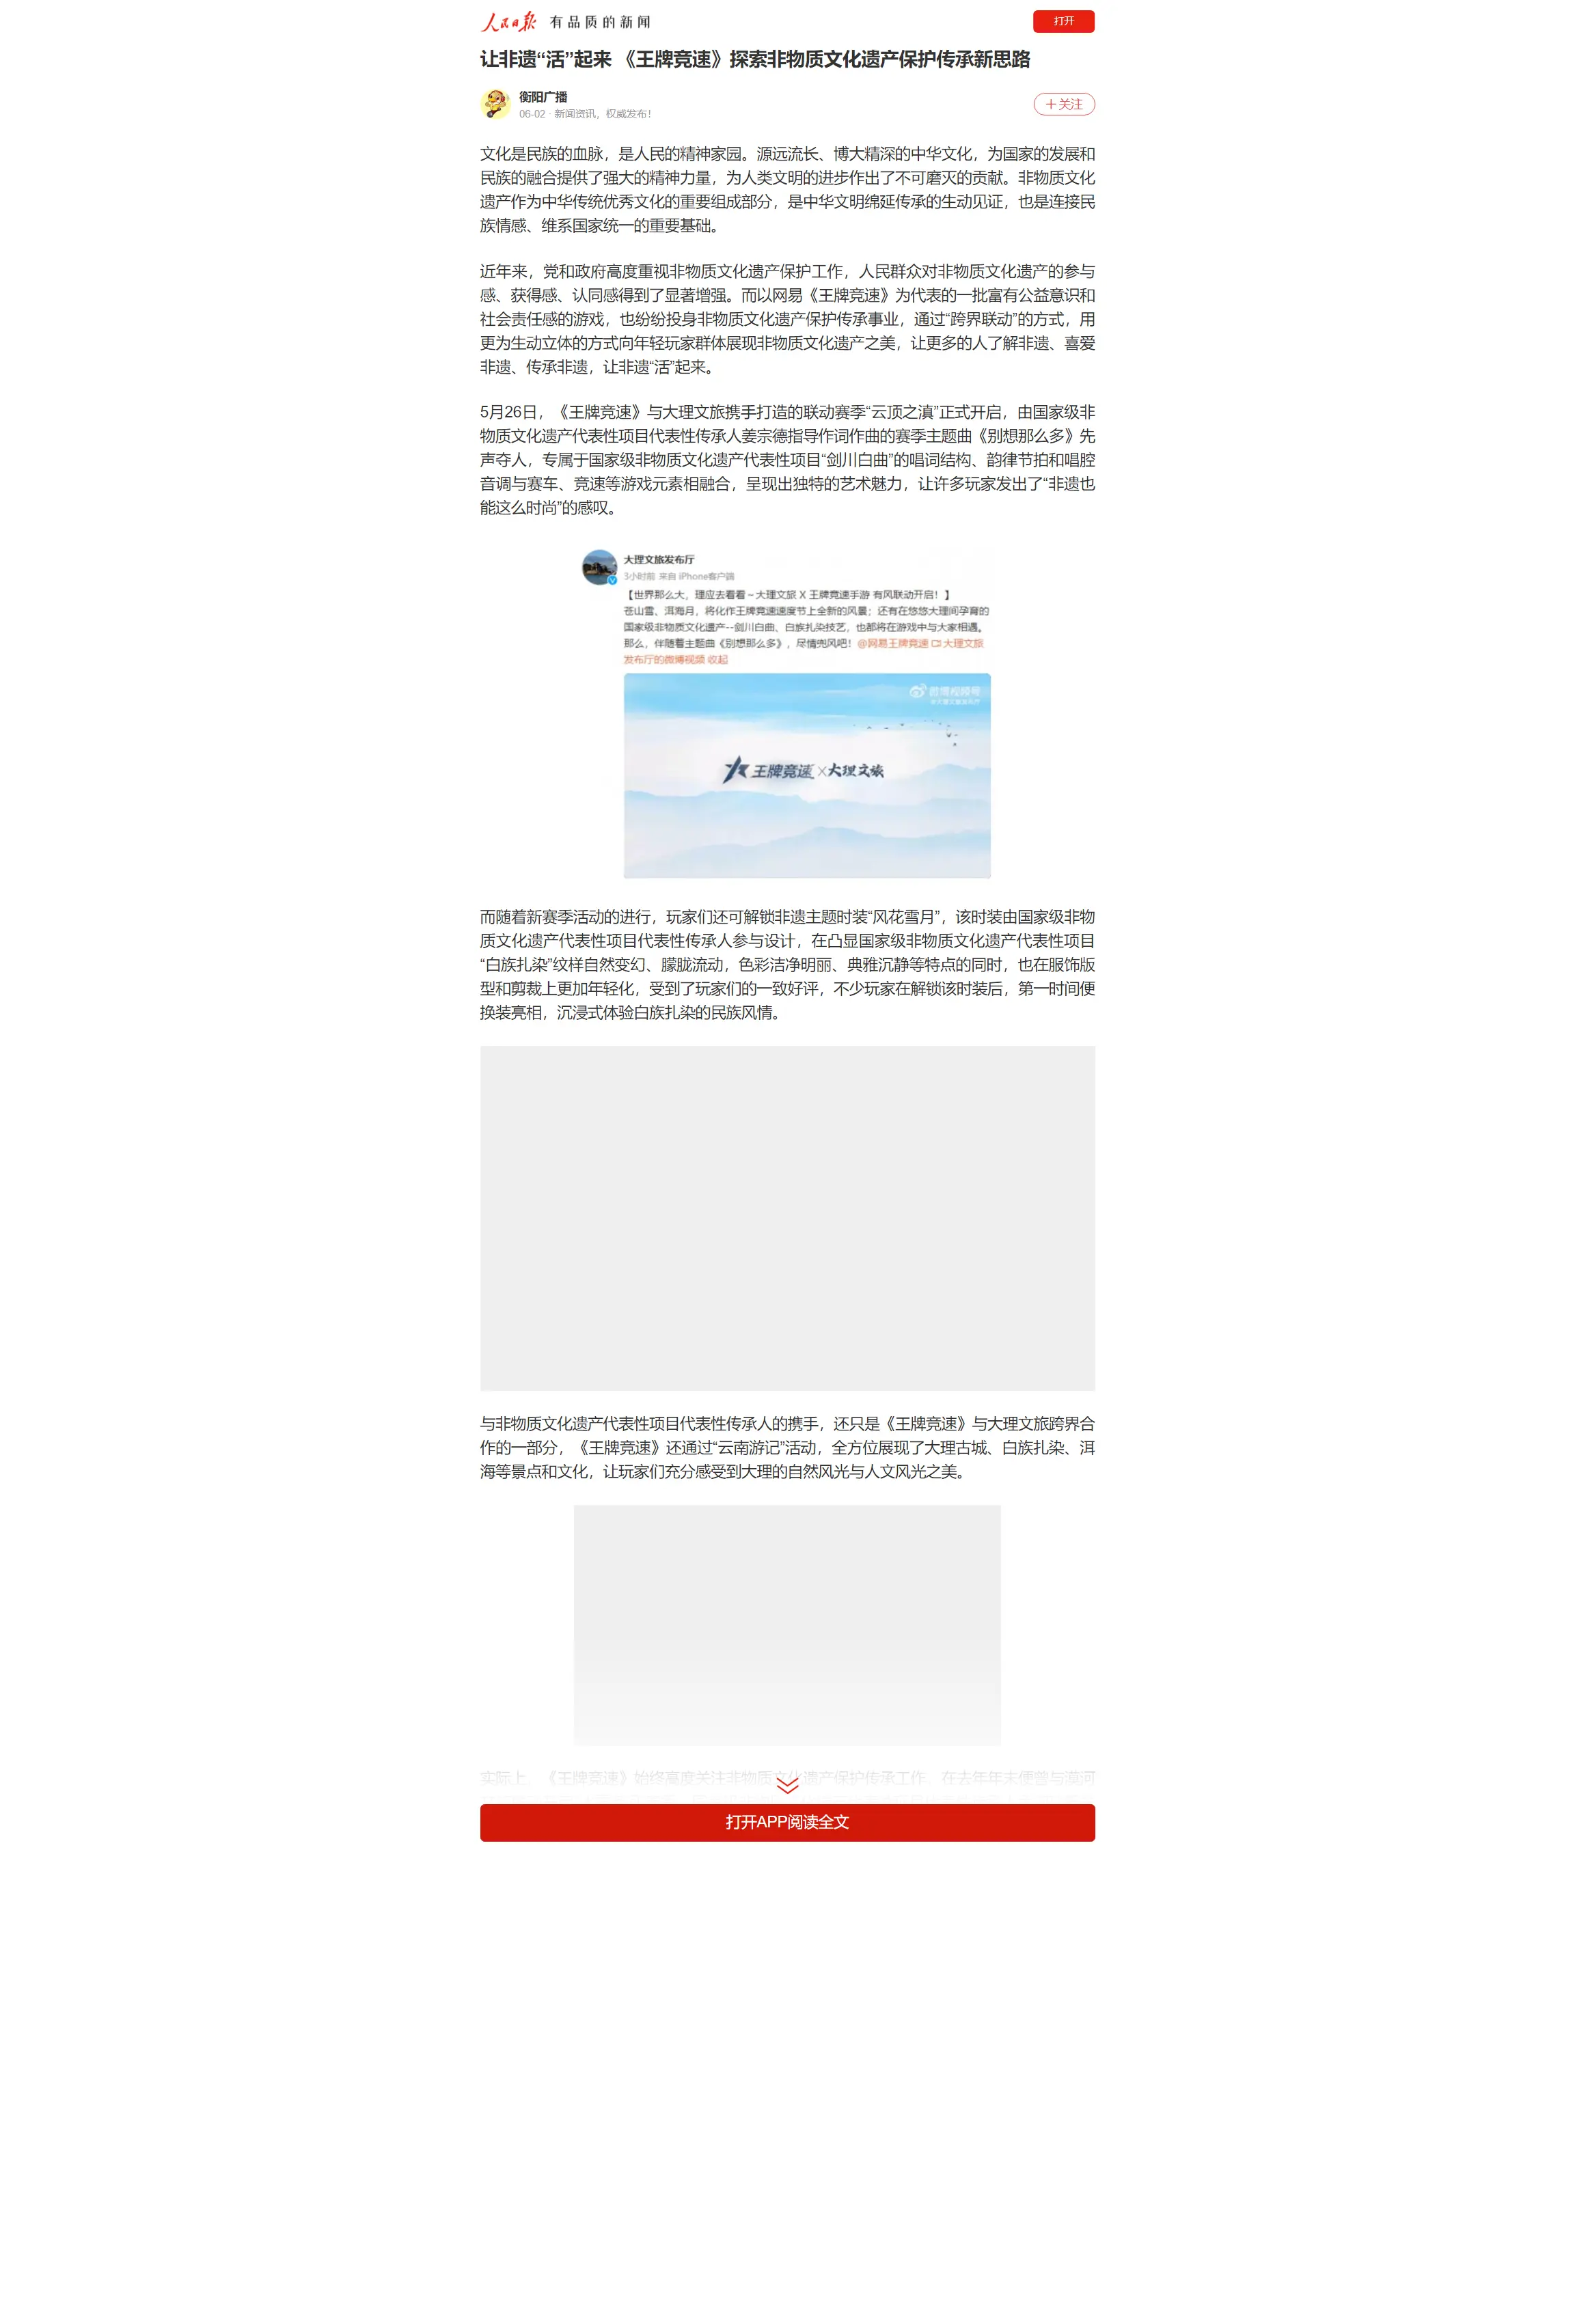 人民日报 有品质的新闻
打开
让非遗“活”起来 《王牌竞速》探索非物质文化遗产保护传承新思路
衡阳广播
06-02 · 新闻资讯，权威发布！
＋关注
文化是民族的血脉，是人民的精神家园。源远流长、博大精深的中华文化，为国家的发展和
民族的融合提供了强大的精神力量，为人类文明的进步作出了不可磨灭的贡献。非物质文化
遗产作为中华传统优秀文化的重要组成部分，是中华文明绵延传承的生动见证，也是连接民
族情感、维系国家统一的重要基础。
近年来，党和政府高度重视非物质文化遗产保护工作，人民群众对非物质文化遗产的参与
感、获得感、认同感得到了显著增强。而以网易《王牌竞速》为代表的一批富有公益意识和
社会责任感的游戏，也纷纷投身非物质文化遗产保护传承事业，通过“跨界联动”的方式，用
更为生动立体的方式向年轻玩家群体展现非物质文化遗产之美，让更多的人了解非遗、喜爱
非遗、传承非遗，让非遗“活”起来。
5月26日，《王牌竞速》与大理文旅携手打造的联动赛季“云顶之滇”正式开启，由国家级非
物质文化遗产代表性项目代表性传承人姜宗德指导作词作曲的赛季主题曲《别想那么多》先
声夺人，专属于国家级非物质文化遗产代表性项目“剑川白曲”的唱词结构、韵律节拍和唱腔
音调与赛车、竞速等游戏元素相融合，呈现出独特的艺术魅力，让许多玩家发出了“非遗也
能这么时尚”的感叹。
大理文旅发布厅
3小时前 来自 iPhone客户端
【世界那么大，理应去看看～大理文旅 X 王牌竞速手游 有风联动开启！】
苍山雪、洱海月，将化作王牌竞速速度节上全新的风景；还有在悠悠大理间孕育的
国家级非物质文化遗产--剑川白曲、白族扎染技艺，也都将在游戏中与大家相遇。
那么，伴随着主题曲《别想那么多》，尽情兜风吧！@网易王牌竞速 大理文旅
发布厅的微博视频 收起
微博视频号
@大理文旅发布厅
王牌竞速×大理文旅
而随着新赛季活动的进行，玩家们还可解锁非遗主题时装“风花雪月”，该时装由国家级非物
质文化遗产代表性项目代表性传承人参与设计，在凸显国家级非物质文化遗产代表性项目
“白族扎染”纹样自然变幻、朦胧流动，色彩洁净明丽、典雅沉静等特点的同时，也在服饰版
型和剪裁上更加年轻化，受到了玩家们的一致好评，不少玩家在解锁该时装后，第一时间便
换装亮相，沉浸式体验白族扎染的民族风情。
与非物质文化遗产代表性项目代表性传承人的携手，还只是《王牌竞速》与大理文旅跨界合
作的一部分，《王牌竞速》还通过“云南游记”活动，全方位展现了大理古城、白族扎染、洱
海等景点和文化，让玩家们充分感受到大理的自然风光与人文风光之美。
实际上，《王牌竞速》始终高度关注非物质文化遗产保护传承工作，在去年年末便曾与漠河
打开APP阅读全文